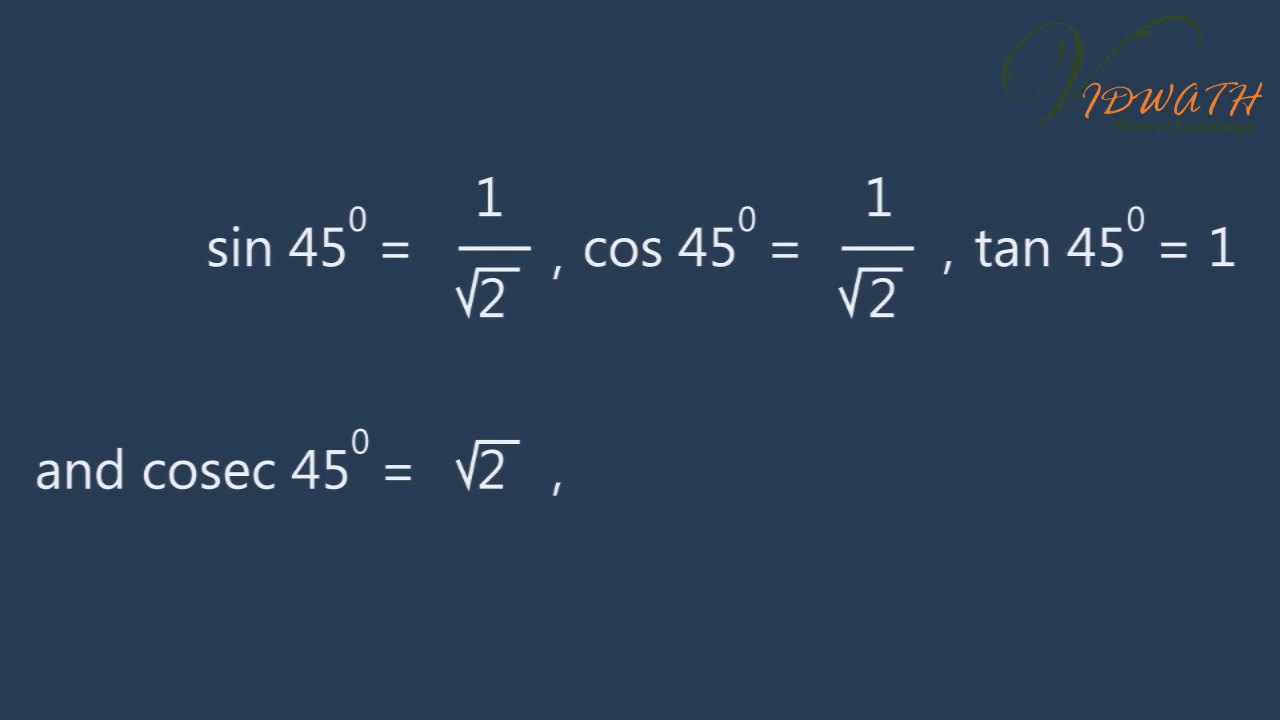 VIDWATH
sin 45⁰ = 1/√2 , cos 45⁰ = 1/√2 , tan 45⁰ = 1
and cosec 45⁰ = √2 ,